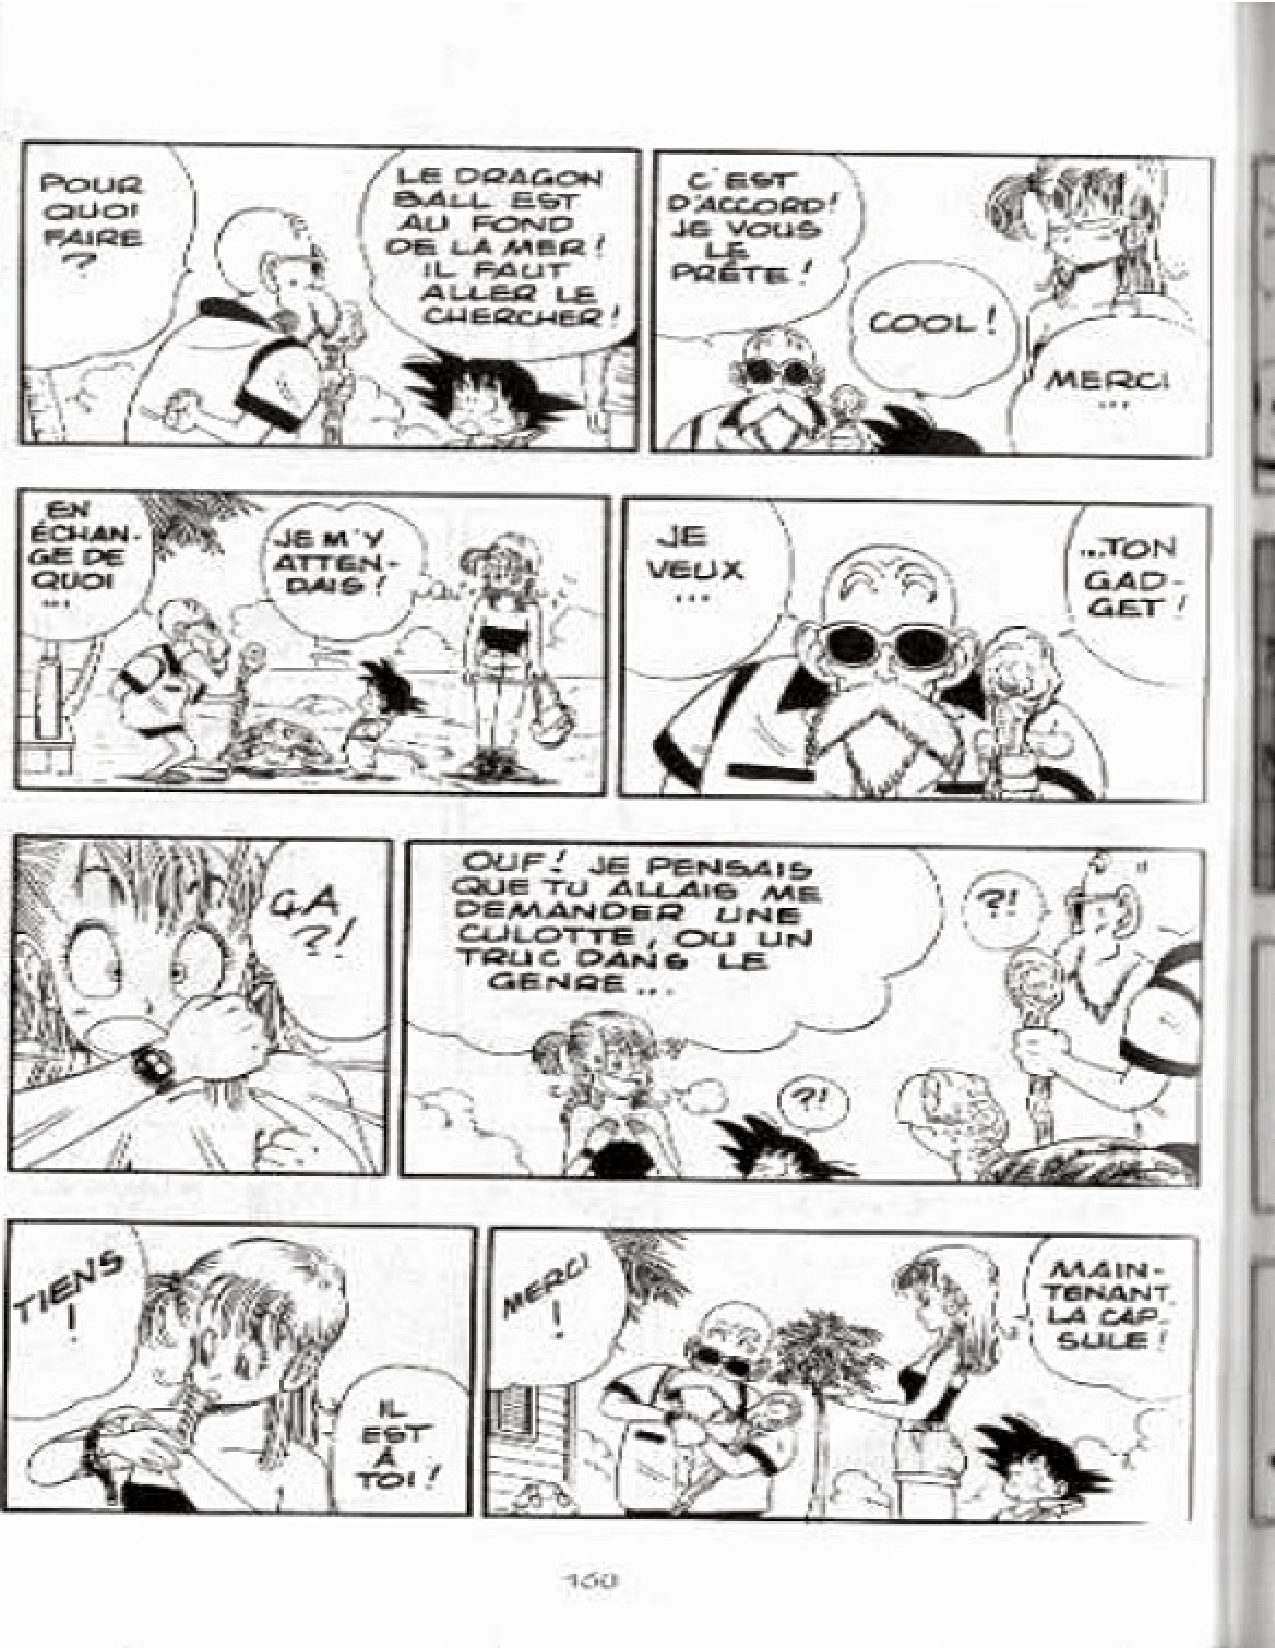 POUR
QUOI
FAIRE
?
LE DRAGON
BALL EST
AU FOND
DE LA MER!
IL FAUT
ALLER LE
CHERCHER!
C'EST
D'ACCORD!
JE VOUS
LE
PRÊTE!
COOL!
MERCI
...
EN
ÉCHAN-
GE DE
QUOI
...
JE M'Y
ATTEN-
DAIS!
JE
VEUX
...
...TON
GAD-
GET!
ÇA
?!
OUF! JE PENSAIS
QUE TU ALLAIS ME
DEMANDER UNE
CULOTTE, OU UN
TRUC DANS LE
GENRE...
?!
?!
TIENS
!
IL
EST
À
TOI!
MERCI
!
MAIN-
TENANT
LA CAP-
SULE!
160